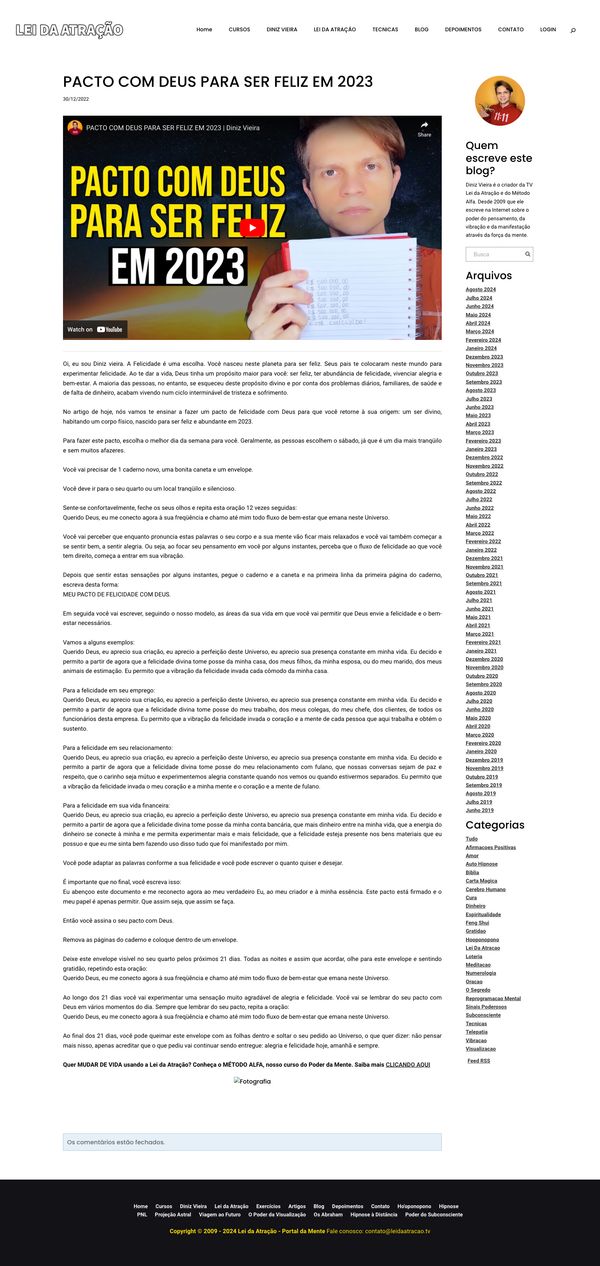 LEI DA ATRAÇÃO
Home CURSOS DINIZ VIEIRA LEI DA ATRAÇÃO TECNICAS BLOG DEPOIMENTOS CONTATO LOGIN
PACTO COM DEUS PARA SER FELIZ EM 2023
30/12/2022
PACTO COM DEUS PARA SER FELIZ EM 2023 | Diniz Vieira
Share
PACTO COM DEUS
PARA SER FELIZ
EM 2023
Watch on YouTube
Oi, eu sou Diniz vieira. A Felicidade é uma escolha. Você nasceu neste planeta para ser feliz. Seus pais te colocaram neste mundo para
experimentar felicidade. Ao te dar a vida, Deus tinha um propósito maior para você: ser feliz, ter abundância de felicidade, vivenciar alegria e
bem-estar. A maioria das pessoas, no entanto, se esqueceu deste propósito divino e por conta dos problemas diários, familiares, de saúde e
de falta de dinheiro, acabam vivendo num ciclo interminável de tristeza e sofrimento.
No artigo de hoje, nós vamos te ensinar a fazer um pacto de felicidade com Deus para que você retorne à sua origem: um ser divino,
habitando um corpo físico, nascido para ser feliz e abundante em 2023.
Para fazer este pacto, escolha o melhor dia da semana para você. Geralmente, as pessoas escolhem o sábado, já que é um dia mais tranqüilo
e sem muitos afazeres.
Você vai precisar de 1 caderno novo, uma bonita caneta e um envelope.
Você deve ir para o seu quarto ou um local tranqüilo e silencioso.
Sente-se confortavelmente, feche os seus olhos e repita esta oração 12 vezes seguidas:
Querido Deus, eu me conecto agora à sua freqüência e chamo até mim todo fluxo de bem-estar que emana neste Universo.
Você vai perceber que enquanto pronuncia estas palavras o seu corpo e a sua mente vão ficar mais relaxados e você vai também começar a
se sentir bem, a sentir alegria. Ou seja, ao focar seu pensamento em você por alguns instantes, perceba que o fluxo de felicidade ao que você
tem direito, começa a entrar em sua vibração.
Depois que sentir estas sensações por alguns instantes, pegue o caderno e a caneta e na primeira linha da primeira página do caderno,
escreva desta forma:
MEU PACTO DE FELICIDADE COM DEUS.
Em seguida você vai escrever, seguindo o nosso modelo, as áreas da sua vida em que você vai permitir que Deus envie a felicidade e o bem-
estar necessários.
Vamos a alguns exemplos:
Querido Deus, eu aprecio sua criação, eu aprecio a perfeição deste Universo, eu aprecio sua presença constante em minha vida. Eu decido e
permito a partir de agora que a felicidade divina tome posse da minha casa, dos meus filhos, da minha esposa, ou do meu marido, dos meus
animais de estimação. Eu permito que a vibração da felicidade invada cada cômodo da minha casa.
Para a felicidade em seu emprego:
Querido Deus, eu aprecio sua criação, eu aprecio a perfeição deste Universo, eu aprecio sua presença constante em minha vida. Eu decido e
permito a partir de agora que a felicidade divina tome posse do meu trabalho, dos meus colegas, do meu chefe, dos clientes, de todos os
funcionários desta empresa. Eu permito que a vibração da felicidade invada o coração e a mente de cada pessoa que aqui trabalha e obtém o
sustento.
Para a felicidade em seu relacionamento:
Querido Deus, eu aprecio sua criação, eu aprecio a perfeição deste Universo, eu aprecio sua presença constante em minha vida. Eu decido e
permito a partir de agora que a felicidade divina tome posse do meu relacionamento com fulano, que nossas conversas sejam de paz e
respeito, que o carinho seja mútuo e experimentemos alegria constante quando nos vemos ou quando estivermos separados. Eu permito que
a vibração da felicidade invada o meu coração e a minha mente e o coração e a mente de fulano.
Para a felicidade em sua vida financeira:
Querido Deus, eu aprecio sua criação, eu aprecio a perfeição deste Universo, eu aprecio sua presença constante em minha vida. Eu decido e
permito a partir de agora que a felicidade divina tome posse da minha conta bancária, que mais dinheiro entre na minha vida, que a energia do
dinheiro se conecte à minha e me permita experimentar mais e mais felicidade, que a felicidade esteja presente nos bens materiais que eu
possuo e que eu me sinta bem fazendo uso disso tudo que foi manifestado por mim.
Você pode adaptar as palavras conforme a sua felicidade e você pode escrever o quanto quiser e desejar.
É importante que no final, você escreva isso:
Eu abençoo este documento e me reconecto agora ao meu verdadeiro Eu, ao meu criador e à minha essência. Este pacto está firmado e o
meu papel é apenas permitir. Que assim seja, que assim se faça.
Então você assina o seu pacto com Deus.
Remova as páginas do caderno e coloque dentro de um envelope.
Deixe este envelope visível no seu quarto pelos próximos 21 dias. Todas as noites e assim que acordar, olhe para este envelope e sentindo
gratidão, repetindo esta oração:
Querido Deus, eu me conecto agora à sua freqüência e chamo até mim todo fluxo de bem-estar que emana neste Universo.
Ao longo dos 21 dias você vai experimentar uma sensação muito agradável de alegria e felicidade. Você vai se lembrar do seu pacto com
Deus em vários momentos do dia. Sempre que lembrar do seu pacto, repita a oração:
Querido Deus, eu me conecto agora à sua freqüência e chamo até mim todo fluxo de bem-estar que emana neste Universo.
Ao final dos 21 dias, você pode queimar este envelope com as folhas dentro e soltar o seu pedido ao Universo, o que quer dizer: não pensar
mais nisso, apenas acreditar que o que pediu vai continuar sendo entregue: alegria e felicidade hoje, amanhã e sempre.
Quer MUDAR DE VIDA usando a Lei da Atração? Conheça o MÉTODO ALFA, nosso curso do Poder da Mente. Saiba mais CLICANDO AQUI
Fotografia
Os comentários estão fechados.
11:11
Quem
escreve este
blog?
Diniz Vieira é o criador da TV
Lei da Atração e do Método
Alfa. Desde 2009 que ele
escreve na Internet sobre o
poder do pensamento, da
vibração e da manifestação
através da força da mente.
Busca
Arquivos
Agosto 2024
Julho 2024
Junho 2024
Maio 2024
Abril 2024
Março 2024
Fevereiro 2024
Janeiro 2024
Dezembro 2023
Novembro 2023
Outubro 2023
Setembro 2023
Agosto 2023
Julho 2023
Junho 2023
Maio 2023
Abril 2023
Março 2023
Fevereiro 2023
Janeiro 2023
Dezembro 2022
Novembro 2022
Outubro 2022
Setembro 2022
Agosto 2022
Julho 2022
Junho 2022
Maio 2022
Abril 2022
Março 2022
Fevereiro 2022
Janeiro 2022
Dezembro 2021
Novembro 2021
Outubro 2021
Setembro 2021
Agosto 2021
Julho 2021
Junho 2021
Maio 2021
Abril 2021
Março 2021
Fevereiro 2021
Janeiro 2021
Dezembro 2020
Novembro 2020
Outubro 2020
Setembro 2020
Agosto 2020
Julho 2020
Junho 2020
Maio 2020
Abril 2020
Março 2020
Fevereiro 2020
Janeiro 2020
Dezembro 2019
Novembro 2019
Outubro 2019
Setembro 2019
Agosto 2019
Julho 2019
Junho 2019
Categorias
Tudo
Afirmacoes Positivas
Amor
Auto Hipnose
Biblia
Carta Magica
Cerebro Humano
Cura
Dinheiro
Espiritualidade
Feng Shui
Gratidao
Hooponopono
Lei Da Atracao
Loteria
Meditacao
Numerologia
Oracao
O Segredo
Reprogramacao Mental
Sinais Poderosos
Subconsciente
Tecnicas
Telepatia
Vibracao
Visualizacao
Feed RSS
Home Cursos Diniz Vieira Lei da Atração Exercícios Artigos Blog Depoimentos Contato Ho'oponopono Hipnose
PNL Projeção Astral Viagem ao Futuro O Poder da Visualização Os Abraham Hipnose à Distância Poder do Subconsciente
Copyright © 2009 - 2024 Lei da Atração - Portal da Mente Fale conosco: contato@leidaatracao.tv